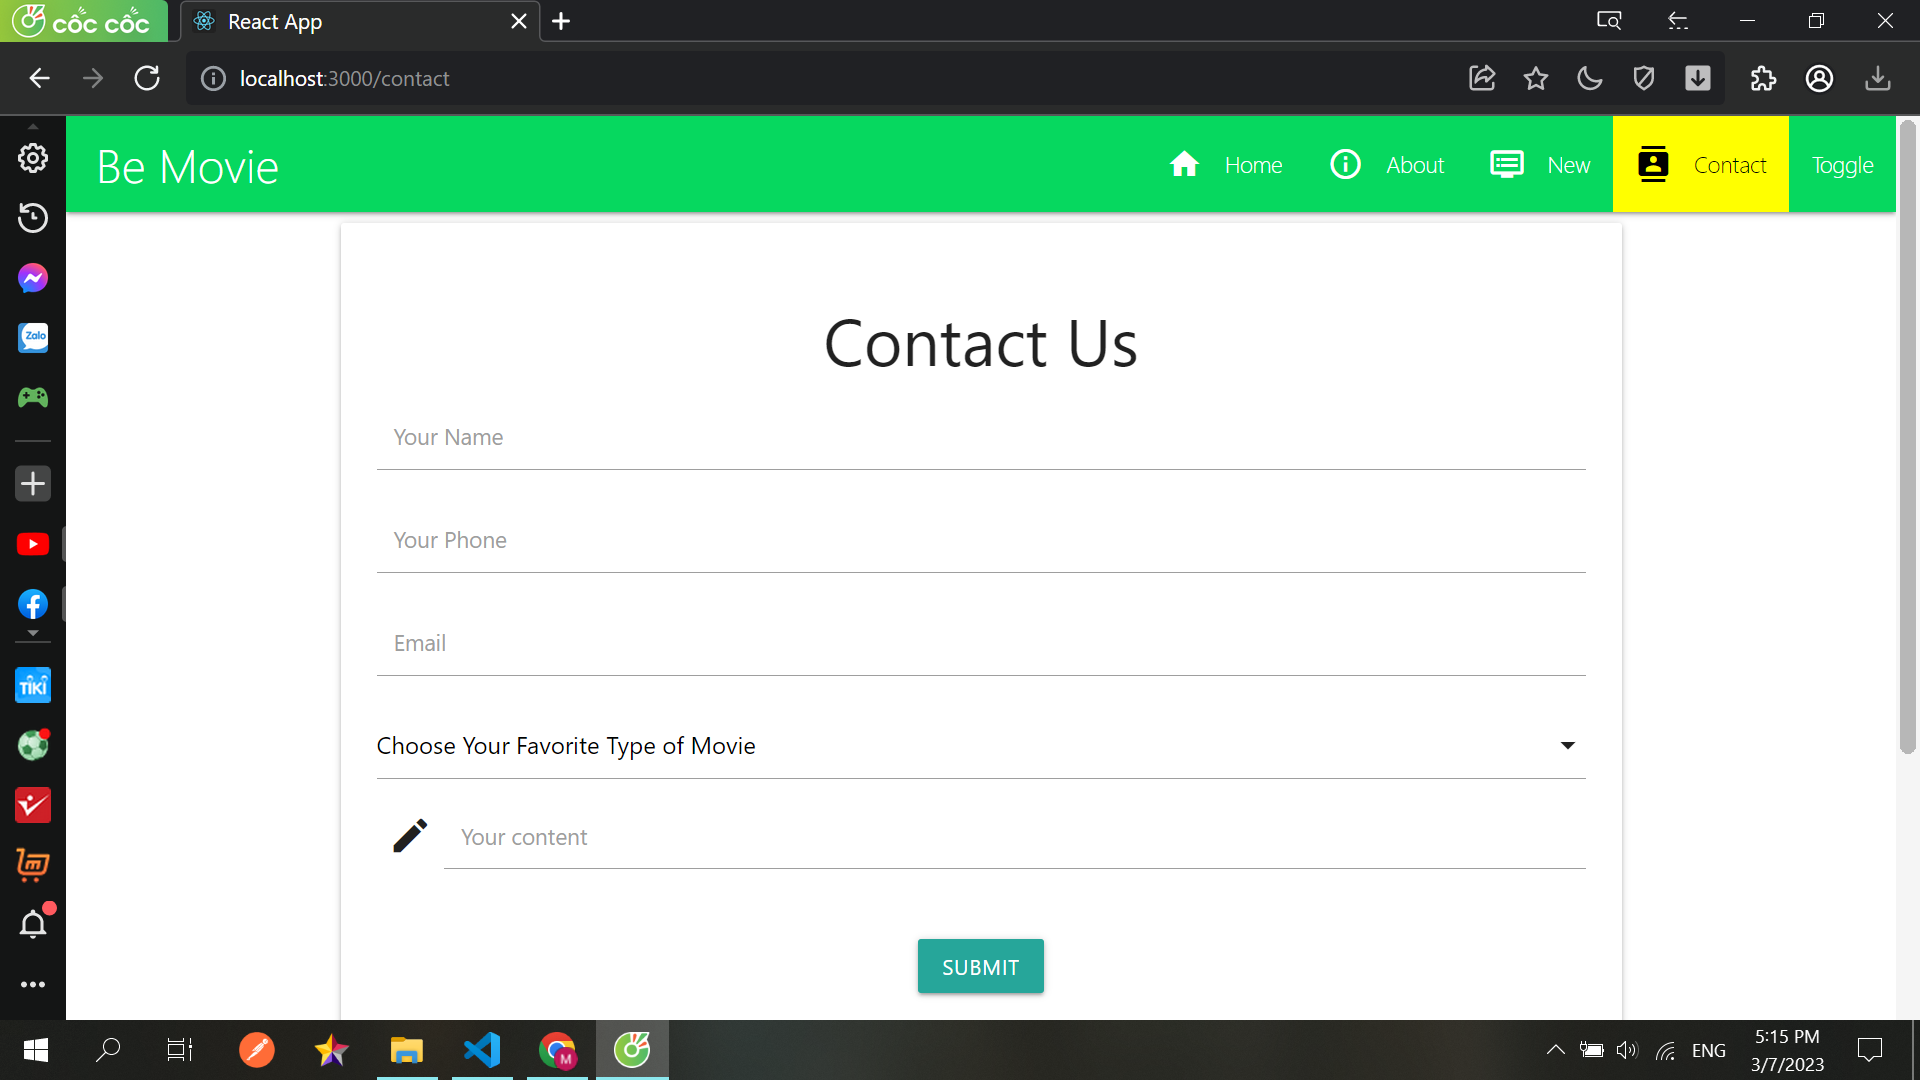 cốc cốc
React App
localhost:3000/contact
Be Movie
Home
About
New
Contact
Toggle
Zalo
Contact Us
Your Name
Your Phone
Email
TIKI
Choose Your Favorite Type of Movie
Your content
SUBMIT
M
ENG
5:15 PM
3/7/2023